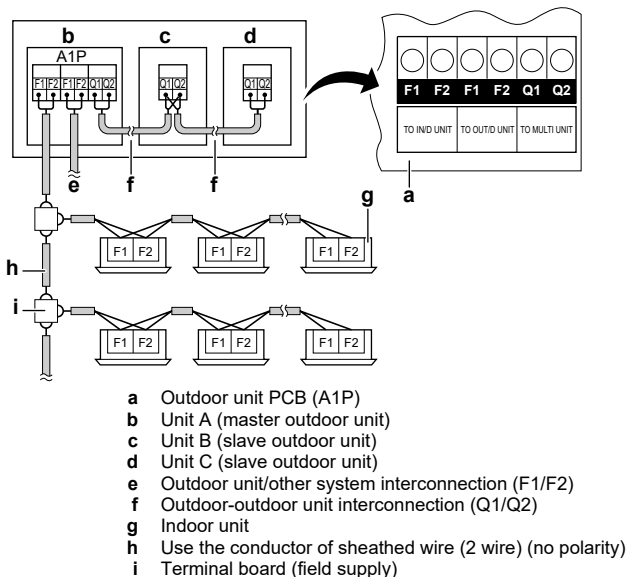 b c d
A1P
F1 F2 F1 F2 Q1 Q2
Q1 Q2
Q1 Q2
F1 F2 F1 F2 Q1 Q2
TO IN/D UNIT TO OUT/D UNIT TO MULTI UNIT
e f f a
g
F1 F2 F1 F2 F1 F2
h
i
F1 F2 F1 F2 F1 F2
a Outdoor unit PCB (A1P)
b Unit A (master outdoor unit)
c Unit B (slave outdoor unit)
d Unit C (slave outdoor unit)
e Outdoor unit/other system interconnection (F1/F2)
f Outdoor-outdoor unit interconnection (Q1/Q2)
g Indoor unit
h Use the conductor of sheathed wire (2 wire) (no polarity)
i Terminal board (field supply)